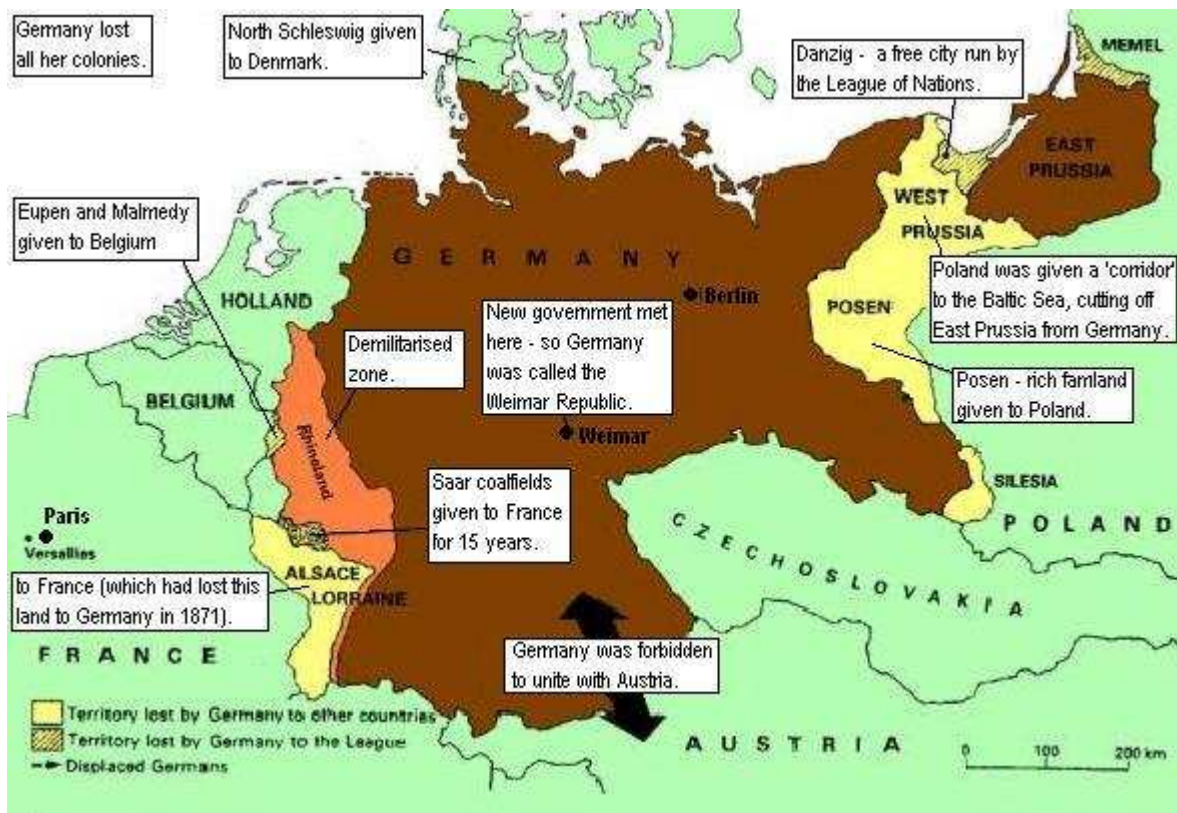 Germany lost
all her colonies.
North Schleswig given
to Denmark.
Danzig - a free city run by
the League of Nations.
MEMEL
EAST
PRUSSIA
Eupen and Malmedy
given to Belgium
WEST
PRUSSIA
GERMANY
Berlin
HOLLAND
Poland was given a 'corridor'
to the Baltic Sea, cutting off
East Prussia from Germany.
POSEN
New government met
here - so Germany
was called the
Weimar Republic.
Demilitarised
zone.
Posen - rich famland
given to Poland.
BELGIUM
Rhineland
Weimar
Saar coalfields
given to France
for 15 years.
SILESIA
POLAND
Paris
Versailles
CZECHOSLOVAKIA
ALSACE
LORRAINE
to France (which had lost this
land to Germany in 1871).
FRANCE
Germany was forbidden
to unite with Austria.
Territory lost by Germany to other countries
Territory lost by Germany to the League
Displaced Germans
AUSTRIA
0 100 200 km